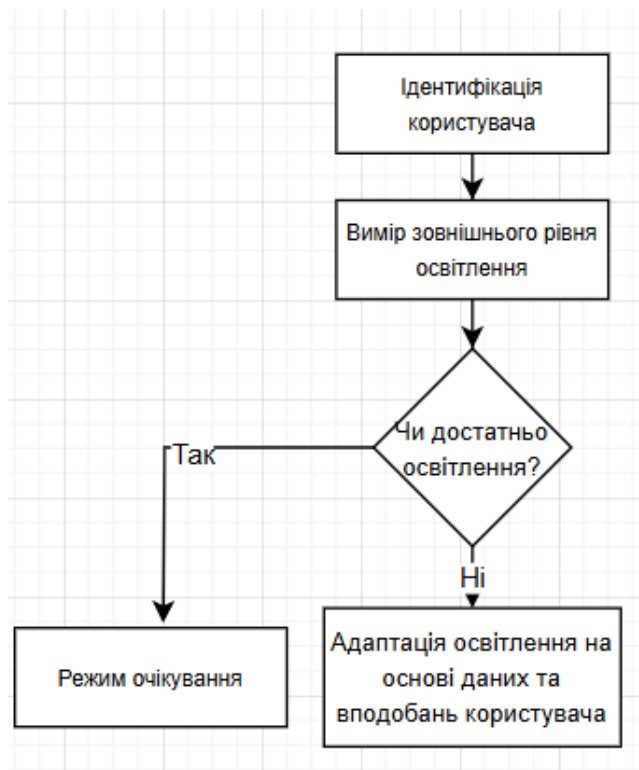 Ідентифікація
користувача
Вимір зовнішнього рівня
освітлення
Чи достатньо
освітлення?
Так
Ні
Режим очікування
Адаптація освітлення на
основі даних та
вподобань користувача